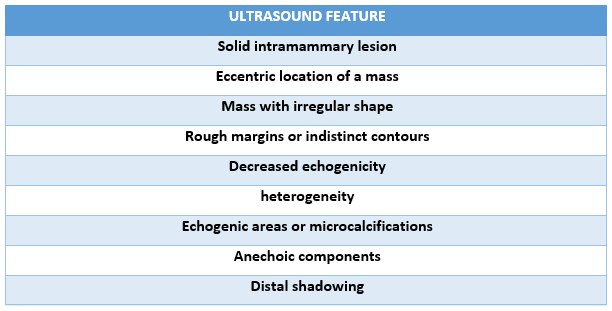 ULTRASOUND FEATURE
Solid intramammary lesion
Eccentric location of a mass
Mass with irregular shape
Rough margins or indistinct contours
Decreased echogenicity
heterogeneity
Echogenic areas or microcalcifications
Anechoic components
Distal shadowing